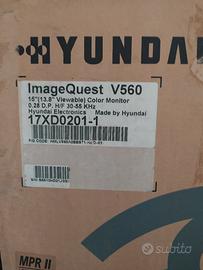 HYUNDAI
ImageQuest V560
15"(13.8" Viewable) Color Monitor
0.28 D.P. H/F 30-55 KHz
Hyundai Electronics Made by Hyundai
17XD0201-1
MPR II
subito